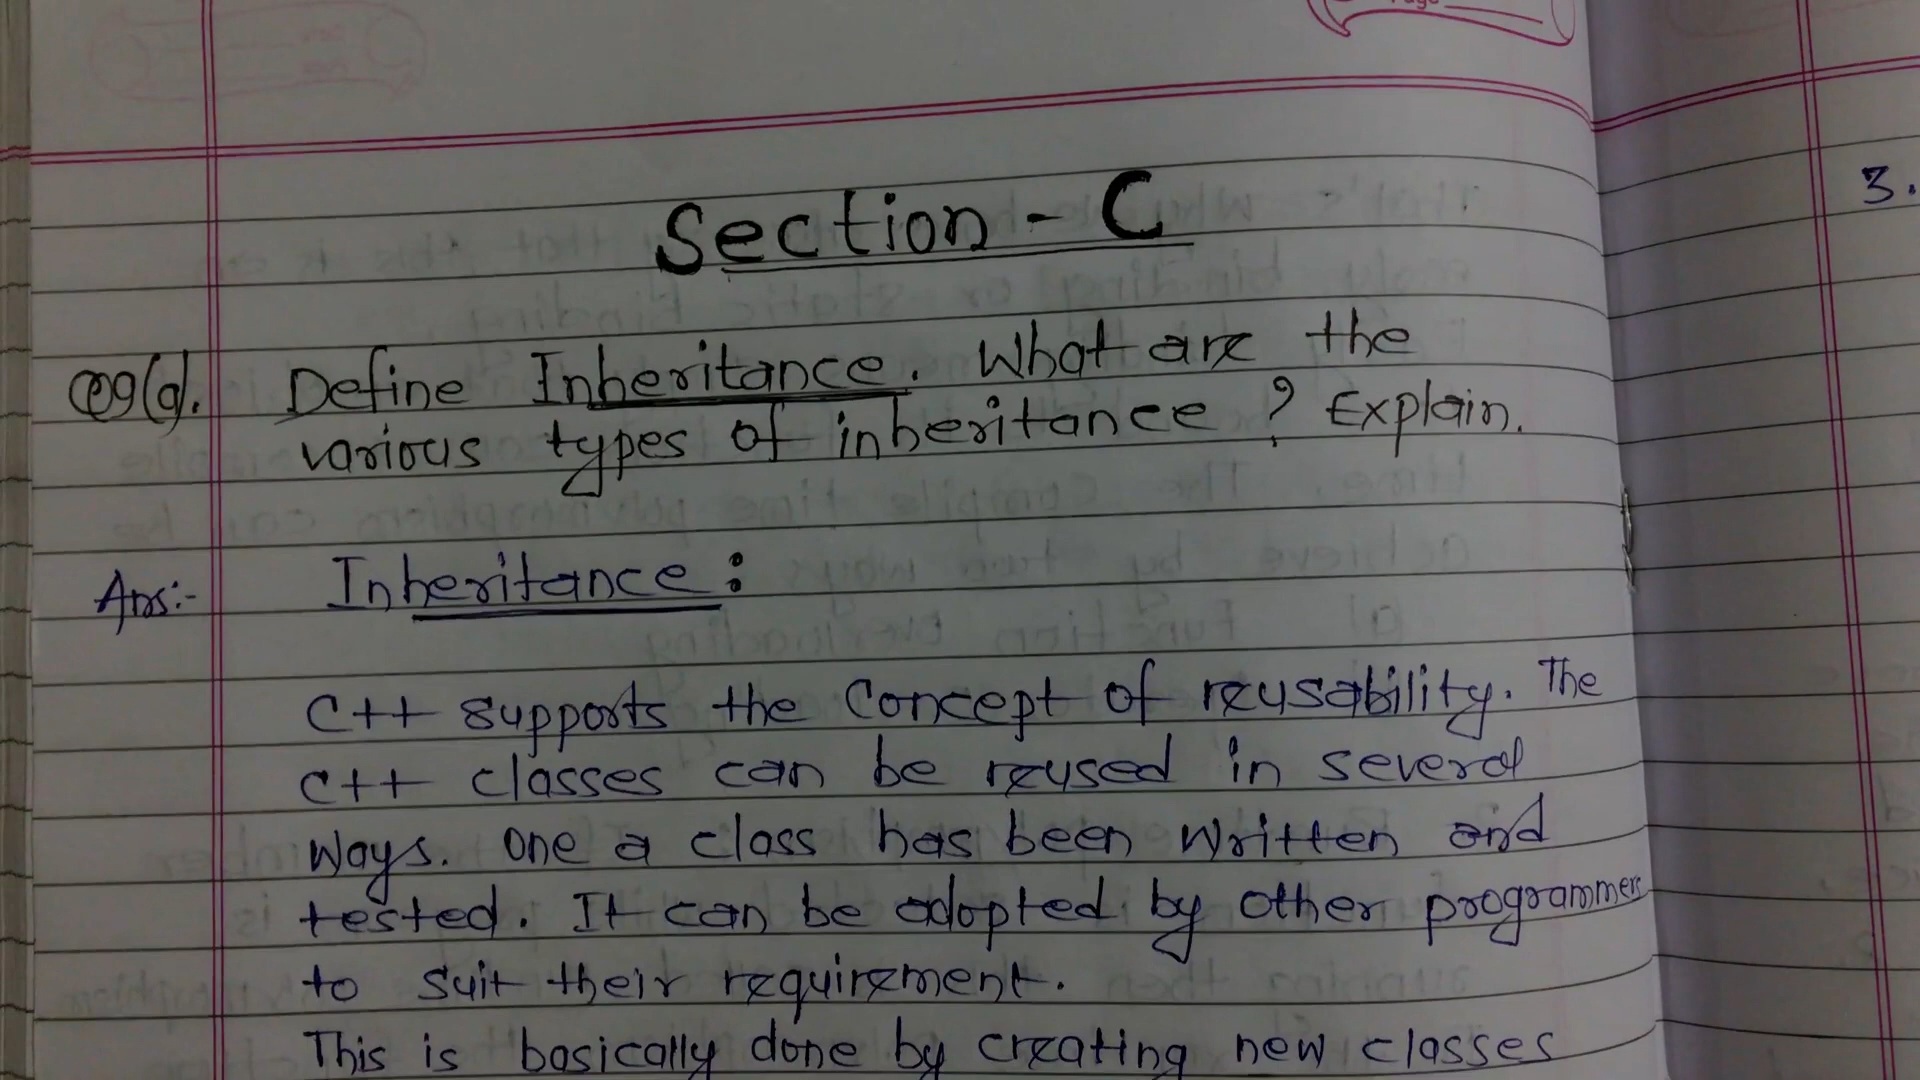 Page
Section - C
Q9(a). Define Inheritance. What are the
various types of inheritance ? Explain.
Ans:- Inheritance :
C++ supports the Concept of reusability. The
C++ classes can be reused in several
ways. One a class has been written and
tested. It can be adopted by other programmers
to suit their requirement.
This is basically done by creating new classes
3.